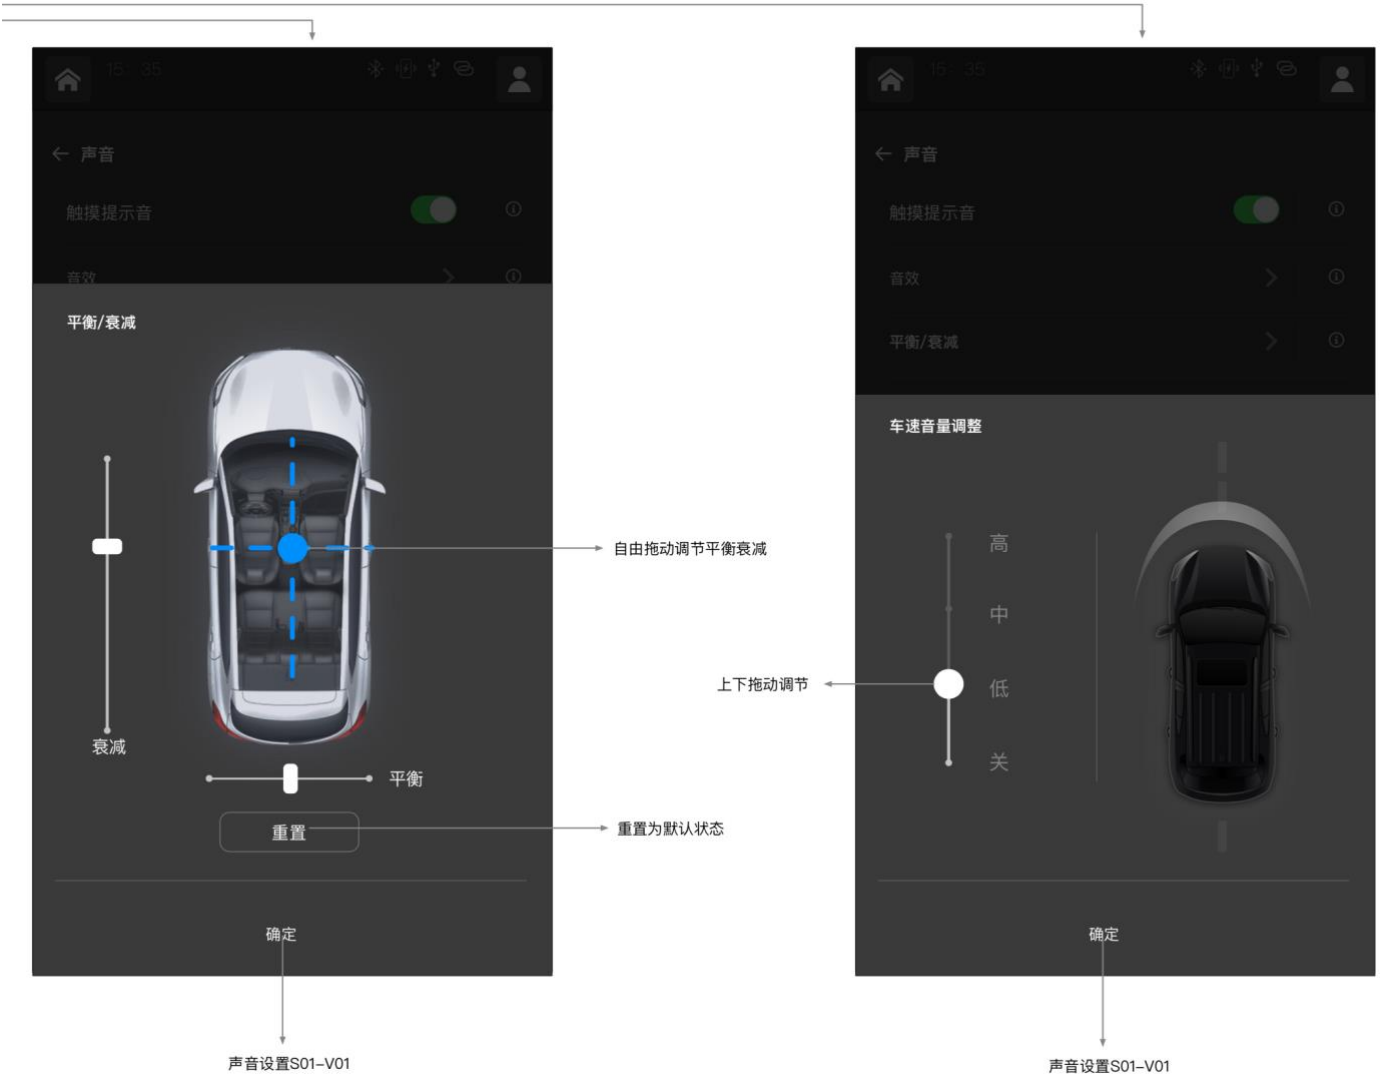 15: 35
声音
触摸提示音
音效
平衡/衰减
衰减
平衡
重置
确定
声音设置S01-V01
自由拖动调节平衡衰减
重置为默认状态
15: 35
声音
触摸提示音
音效
平衡/衰减
车速音量调整
高
中
低
关
上下拖动调节
确定
声音设置S01-V01